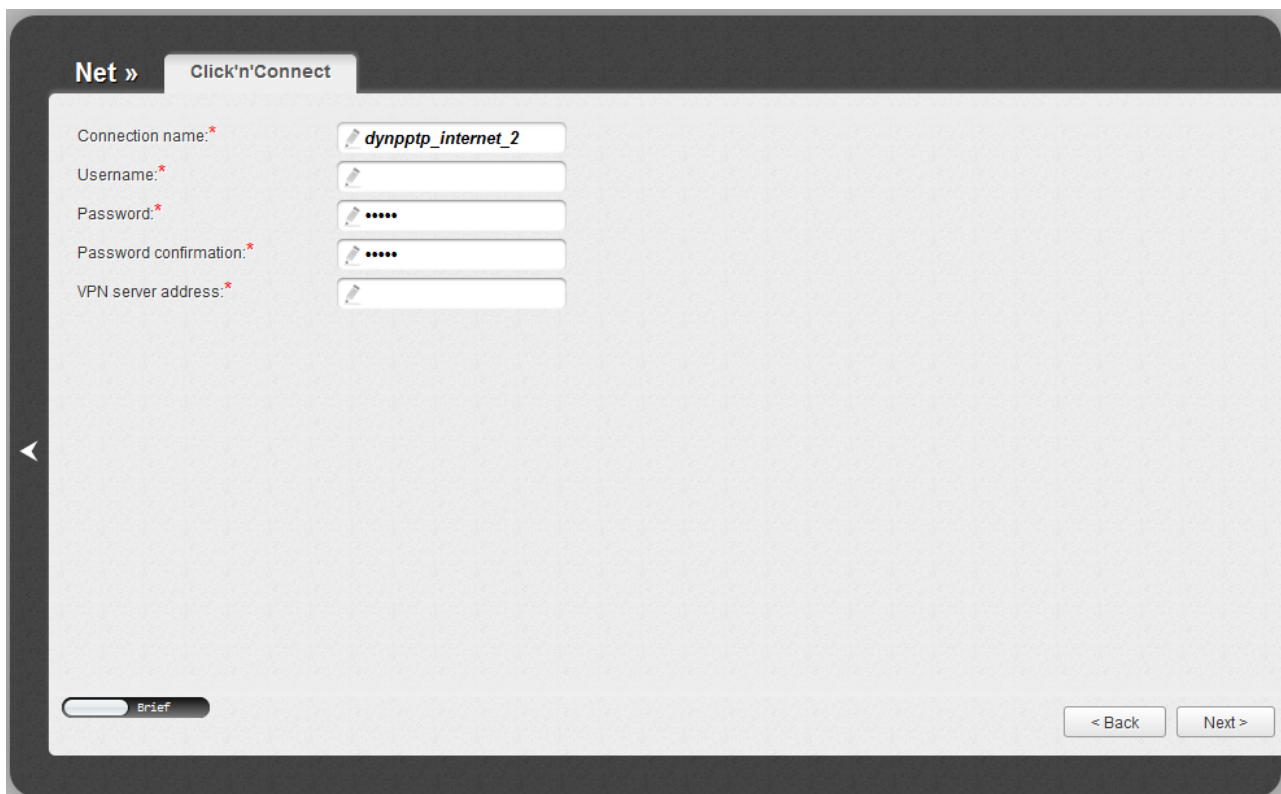 Net » Click'n'Connect
Connection name:* dynpptp_internet_2
Username:*
Password:* •••••
Password confirmation:* •••••
VPN server address:*
Brief
< Back Next >